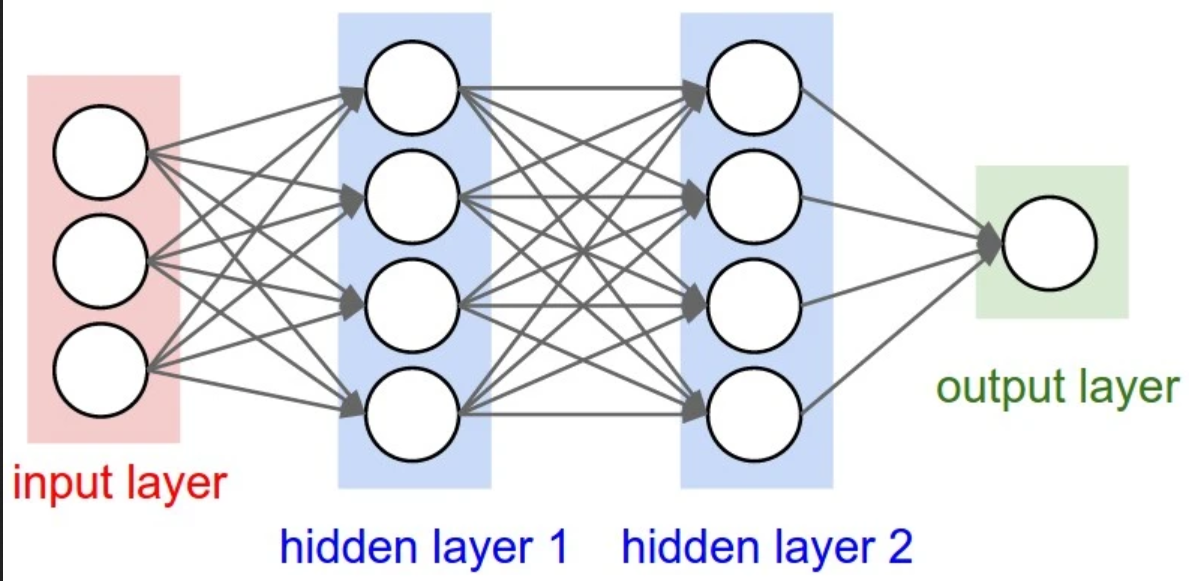 input layer
hidden layer 1
hidden layer 2
output layer